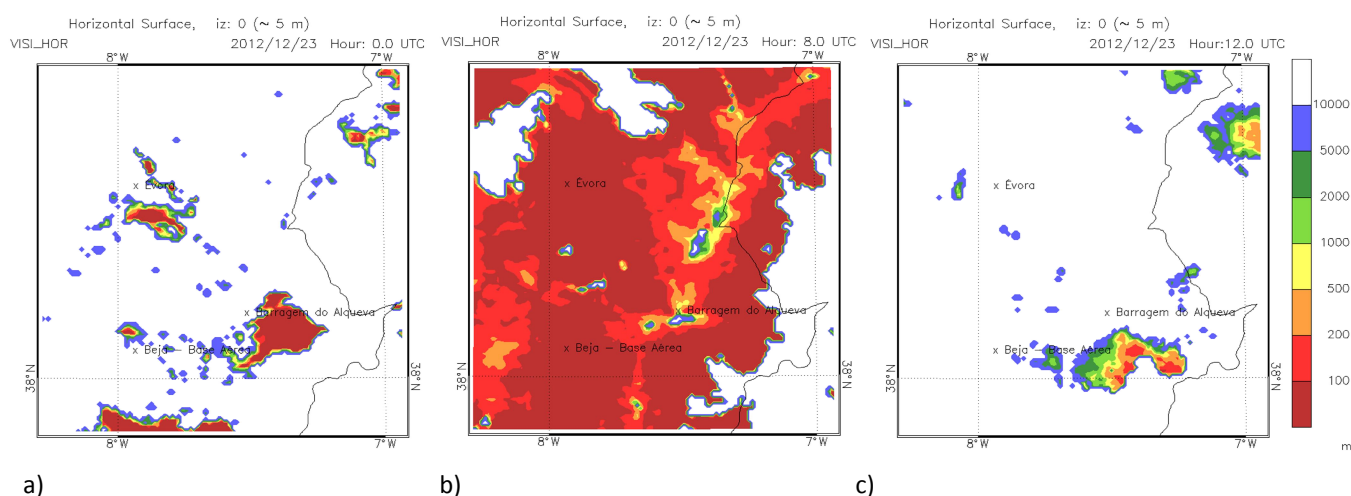 Horizontal Surface, iz: 0 (~ 5 m)
VISI_HOR 2012/12/23 Hour: 0.0 UTC
8°W 7°W
x Évora
x Barragem do Alqueva
x Beja – Base Aérea
38°N 38°N
8°W 7°W
a)
Horizontal Surface, iz: 0 (~ 5 m)
VISI_HOR 2012/12/23 Hour: 8.0 UTC
8°W 7°W
x Évora
x Barragem do Alqueva
x Beja – Base Aérea
38°N 38°N
8°W 7°W
b)
Horizontal Surface, iz: 0 (~ 5 m)
VISI_HOR 2012/12/23 Hour:12.0 UTC
8°W 7°W
x Évora
x Barragem do Alqueva
x Beja – Base Aérea
38°N 38°N
8°W 7°W
c)
10000
5000
2000
1000
500
200
100
m